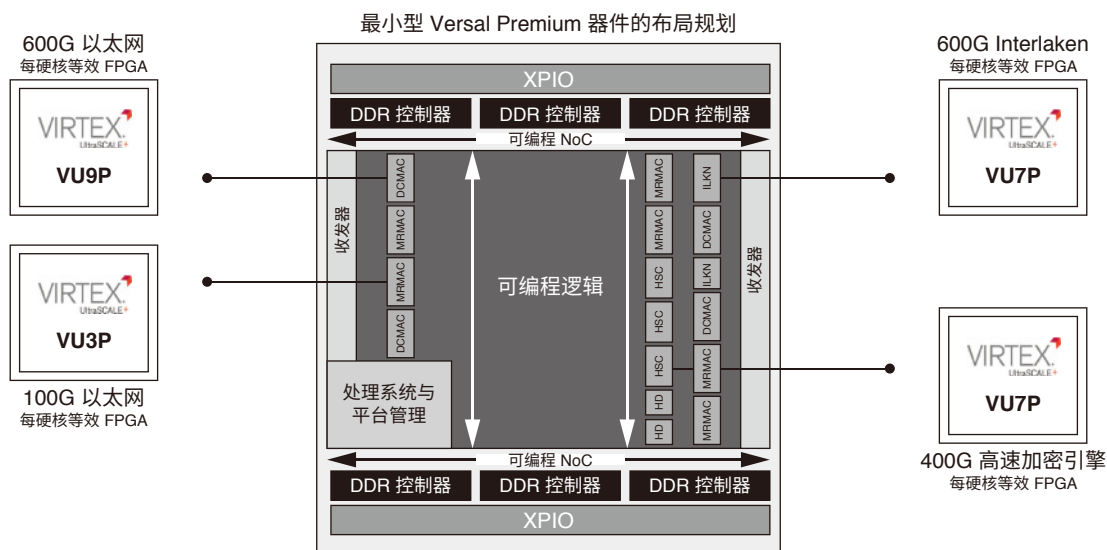 最小型 Versal Premium 器件的布局规划
600G 以太网
每硬核等效 FPGA
VIRTEX
UltraSCALE+
VU9P
VIRTEX
UltraSCALE+
VU3P
100G 以太网
每硬核等效 FPGA
XPIO
DDR 控制器
DDR 控制器
DDR 控制器
可编程 NoC
收发器
DCMAC
MRMAC
MRMAC
DCMAC
处理系统与
平台管理
可编程逻辑
MRMAC
MRMAC
HSC
HSC
HSC
HD
HD
ILKN
DCMAC
ILKN
DCMAC
MRMAC
MRMAC
收发器
可编程 NoC
DDR 控制器
DDR 控制器
DDR 控制器
XPIO
600G Interlaken
每硬核等效 FPGA
VIRTEX
UltraSCALE+
VU7P
VIRTEX
UltraSCALE+
VU7P
400G 高速加密引擎
每硬核等效 FPGA